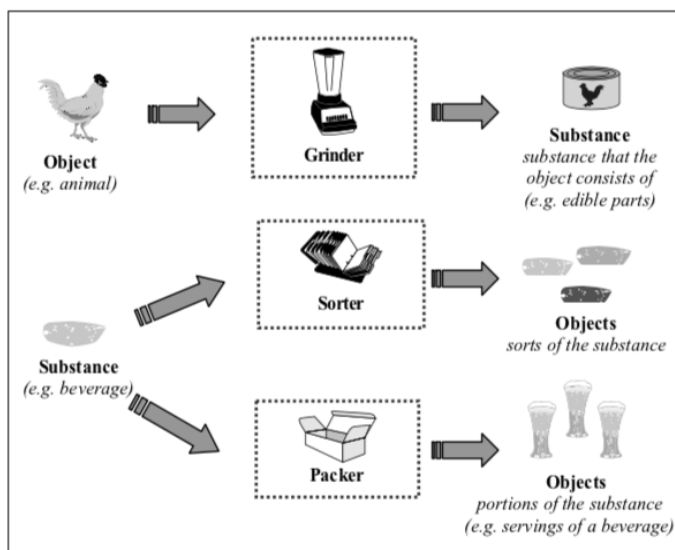 Object
(e.g. animal)
Grinder
Substance
substance that the
object consists of
(e.g. edible parts)
Substance
(e.g. beverage)
Sorter
Objects
sorts of the substance
Packer
Objects
portions of the substance
(e.g. servings of a beverage)